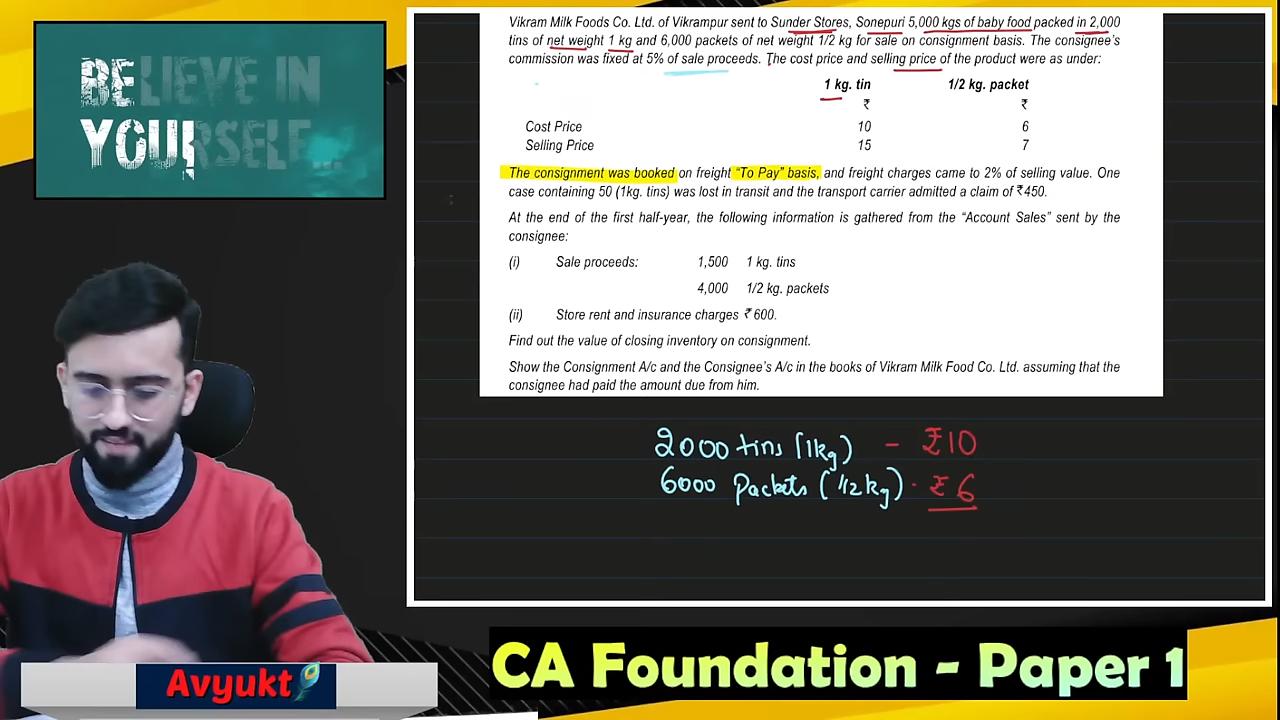 BELIEVE IN
YOURSELF...
Vikram Milk Foods Co. Ltd. of Vikrampur sent to Sunder Stores, Sonepuri 5,000 kgs of baby food packed in 2,000
tins of net weight 1 kg and 6,000 packets of net weight 1/2 kg for sale on consignment basis. The consignee's
commission was fixed at 5% of sale proceeds. The cost price and selling price of the product were as under:
1 kg. tin 1/2 kg. packet
₹ ₹
Cost Price 10 6
Selling Price 15 7
The consignment was booked on freight "To Pay" basis, and freight charges came to 2% of selling value. One
case containing 50 (1kg. tins) was lost in transit and the transport carrier admitted a claim of ₹450.
At the end of the first half-year, the following information is gathered from the "Account Sales" sent by the
consignee:
(i) Sale proceeds: 1,500 1 kg. tins
4,000 1/2 kg. packets
(ii) Store rent and insurance charges ₹600.
Find out the value of closing inventory on consignment.
Show the Consignment A/c and the Consignee's A/c in the books of Vikram Milk Food Co. Ltd. assuming that the
consignee had paid the amount due from him.
2000 tins (1kg) - ₹10
6000 Packets (1/2 kg) - ₹6
Avyukt
CA Foundation - Paper 1